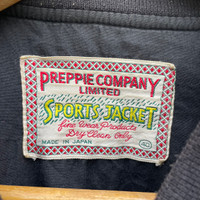 PREPPIE COMPANY
LIMITED
SPORTS JACKET
fine Wear Products
Dry Clean Only
MADE IN JAPAN